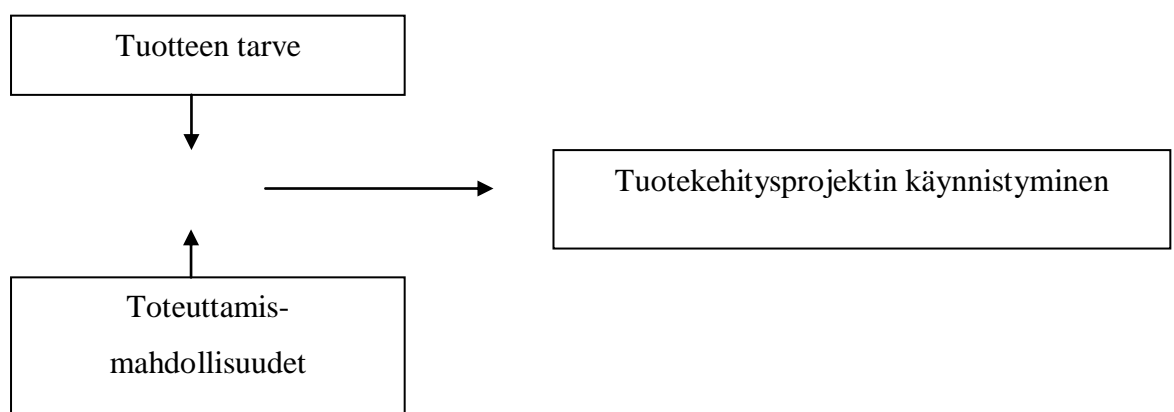 Tuotteen tarve
Tuotekehitysprojektin käynnistyminen
Toteuttamis-
mahdollisuudet